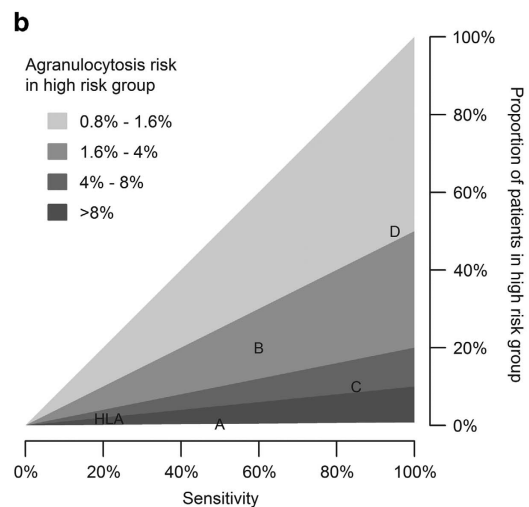 b
Agranulocytosis risk
in high risk group
0.8% - 1.6%
1.6% - 4%
4% - 8%
>8%
100%
80%
60%
40%
20%
0%
Proportion of patients in high risk group
D
B
C
HLA
A
0%
20%
40%
60%
80%
100%
Sensitivity